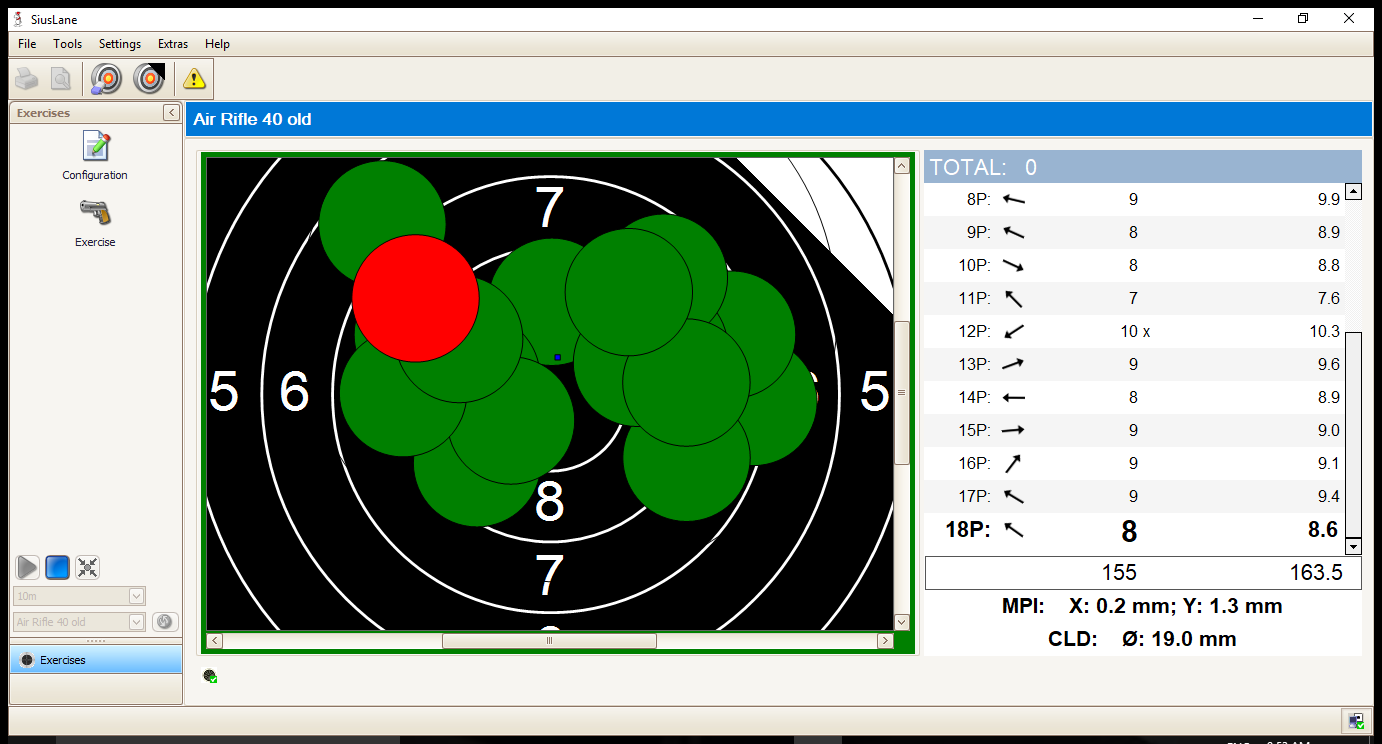 SiusLane
File Tools Settings Extras Help
Exercises
Configuration
Exercise
10m
Air Rifle 40 old
Exercises
Air Rifle 40 old
7
5 6 5
8
7
TOTAL: 0
8P: 9 9.9
9P: 8 8.9
10P: 8 8.8
11P: 7 7.6
12P: 10 x 10.3
13P: 9 9.6
14P: 8 8.9
15P: 9 9.0
16P: 9 9.1
17P: 9 9.4
18P: 8 8.6
155 163.5
MPI: X: 0.2 mm; Y: 1.3 mm
CLD: Ø: 19.0 mm